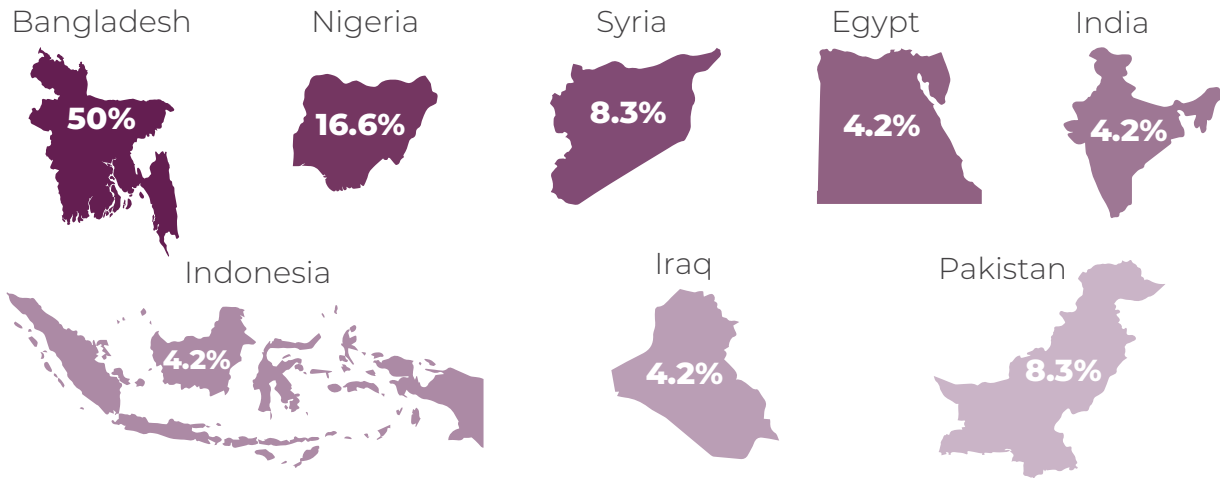 Bangladesh
50%
Nigeria
16.6%
Syria
8.3%
Egypt
4.2%
India
4.2%
Indonesia
4.2%
Iraq
4.2%
Pakistan
8.3%